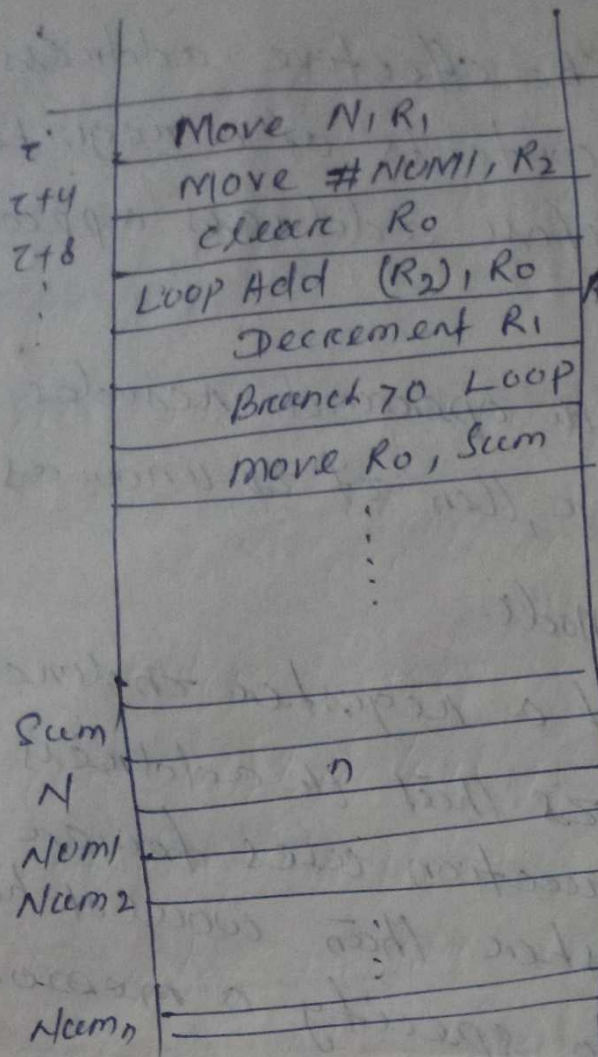 Move N, R1
τ
Move #NUM1, R2
τ+4
Clear R0
τ+8
Loop Add (R2), R0
Decrement R1
Branch >0 LOOP
move R0, Sum
Sum
N n
Num1
Num2
Numn